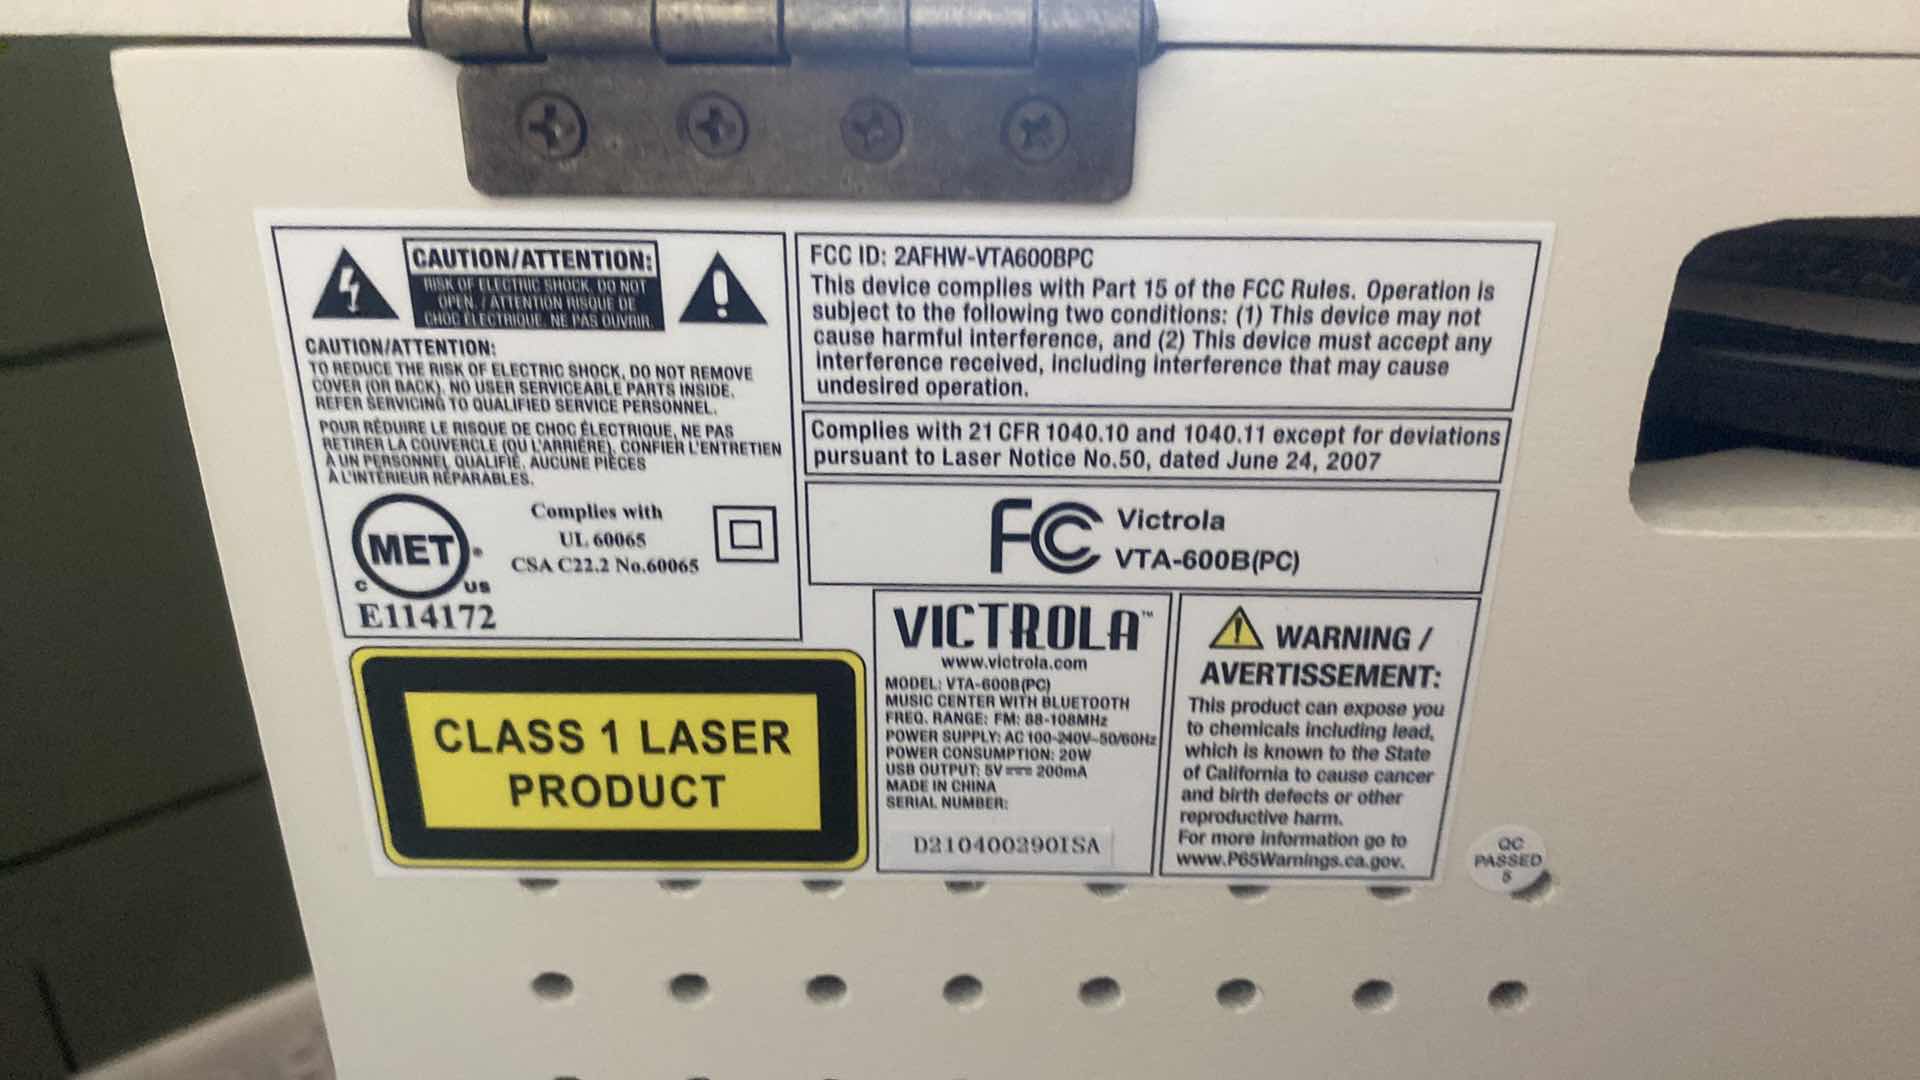 CAUTION/ATTENTION:
RISK OF ELECTRIC SHOCK, DO NOT
OPEN. / ATTENTION RISQUE DE
CHOC ELECTRIQUE. NE PAS OUVRIR.
CAUTION/ATTENTION:
TO REDUCE THE RISK OF ELECTRIC SHOCK, DO NOT REMOVE
COVER (OR BACK). NO USER SERVICEABLE PARTS INSIDE.
REFER SERVICING TO QUALIFIED SERVICE PERSONNEL.
POUR RÉDUIRE LE RISQUE DE CHOC ÉLECTRIQUE, NE PAS
RETIRER LA COUVERCLE (OU L'ARRIÈRE). CONFIER L'ENTRETIEN
À UN PERSONNEL QUALIFIÉ. AUCUNE PIÈCES
À L'INTÉRIEUR RÉPARABLES.
MET
C US
E114172
Complies with
UL 60065
CSA C22.2 No.60065
CLASS 1 LASER
PRODUCT
FCC ID: 2AFHW-VTA600BPC
This device complies with Part 15 of the FCC Rules. Operation is
subject to the following two conditions: (1) This device may not
cause harmful interference, and (2) This device must accept any
interference received, including interference that may cause
undesired operation.
Complies with 21 CFR 1040.10 and 1040.11 except for deviations
pursuant to Laser Notice No.50, dated June 24, 2007
FC Victrola
VTA-600B(PC)
VICTROLA™
www.victrola.com
MODEL: VTA-600B(PC)
MUSIC CENTER WITH BLUETOOTH
FREQ. RANGE: FM: 88-108MHz
POWER SUPPLY: AC 100-240V~50/60Hz
POWER CONSUMPTION: 20W
USB OUTPUT: 5V⎓200mA
MADE IN CHINA
SERIAL NUMBER:
D210400290ISA
WARNING /
AVERTISSEMENT:
This product can expose you
to chemicals including lead,
which is known to the State
of California to cause cancer
and birth defects or other
reproductive harm.
For more information go to
www.P65Warnings.ca.gov.
QC
PASSED
5